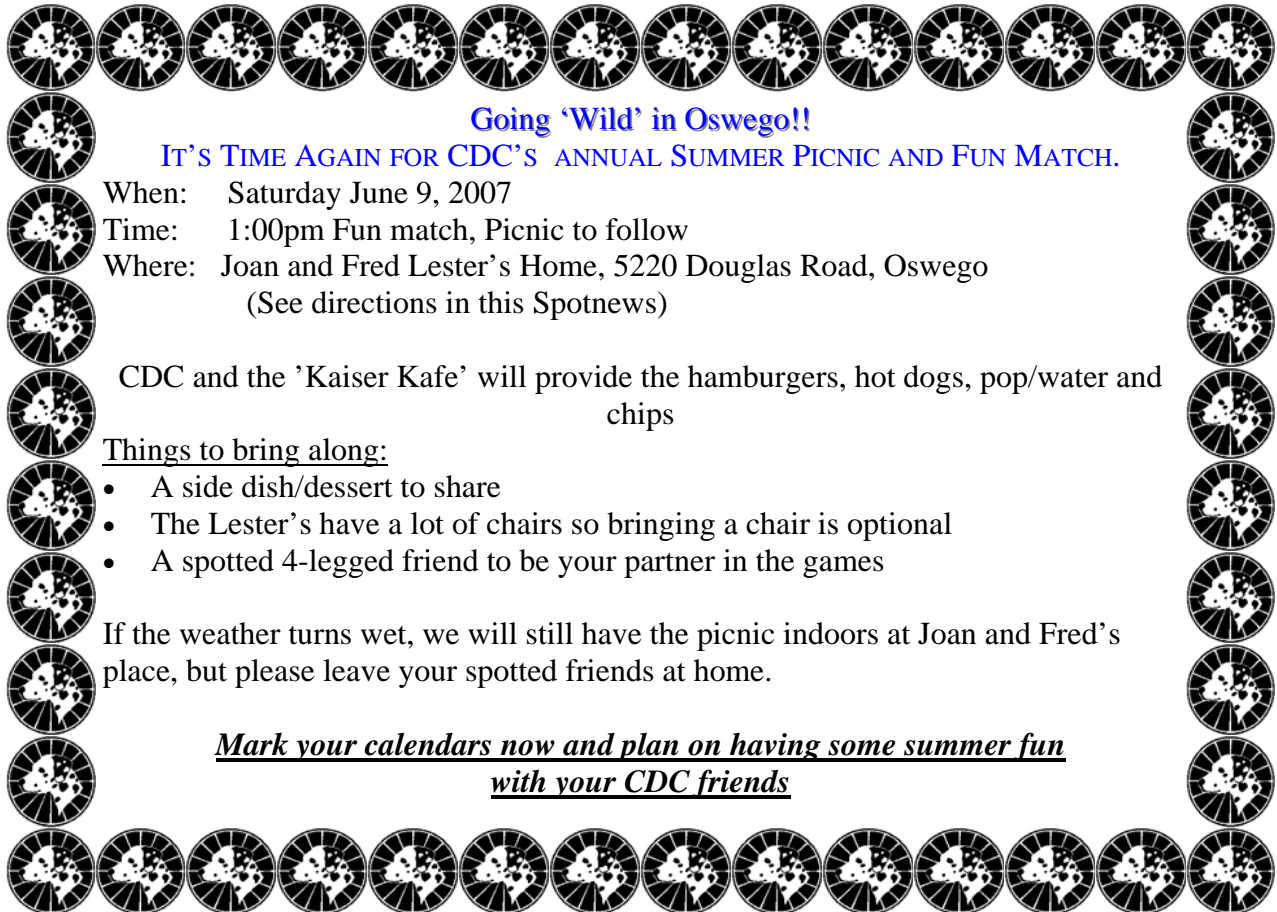 Going ‘Wild’ in Oswego!!
IT’S TIME AGAIN FOR CDC’S ANNUAL SUMMER PICNIC AND FUN MATCH.
When: Saturday June 9, 2007
Time: 1:00pm Fun match, Picnic to follow
Where: Joan and Fred Lester’s Home, 5220 Douglas Road, Oswego
(See directions in this Spotnews)
CDC and the ’Kaiser Kafe’ will provide the hamburgers, hot dogs, pop/water and
chips
Things to bring along:
• A side dish/dessert to share
• The Lester’s have a lot of chairs so bringing a chair is optional
• A spotted 4-legged friend to be your partner in the games
If the weather turns wet, we will still have the picnic indoors at Joan and Fred’s
place, but please leave your spotted friends at home.
Mark your calendars now and plan on having some summer fun
with your CDC friends